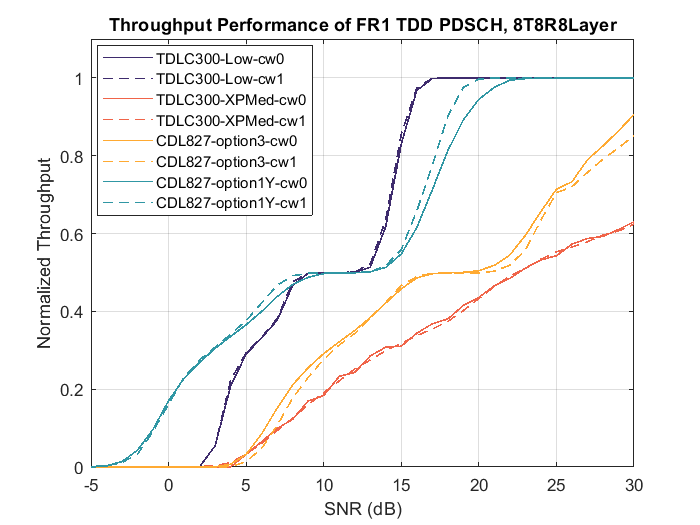 Throughput Performance of FR1 TDD PDSCH, 8T8R8Layer
TDLC300-Low-cw0
TDLC300-Low-cw1
TDLC300-XPMed-cw0
TDLC300-XPMed-cw1
CDL827-option3-cw0
CDL827-option3-cw1
CDL827-option1Y-cw0
CDL827-option1Y-cw1
Normalized Throughput
1
0.8
0.6
0.4
0.2
0
-5 0 5 10 15 20 25 30
SNR (dB)